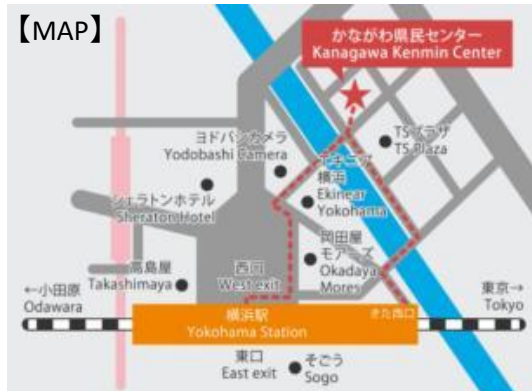 【MAP】
かながわ県民センター
Kanagawa Kenmin Center
TSプラザ
TS Plaza
ヨドバシカメラ
Yodobashi Camera
エキニア
横浜
Ekinear
Yokohama
シェラトンホテル
Sheraton Hotel
岡田屋
モアーズ
Okadaya
Mores
高島屋
Takashimaya
西口
West exit
←小田原
Odawara
東京→
Tokyo
横浜駅
Yokohama Station
きた西口
東口
East exit
そごう
Sogo